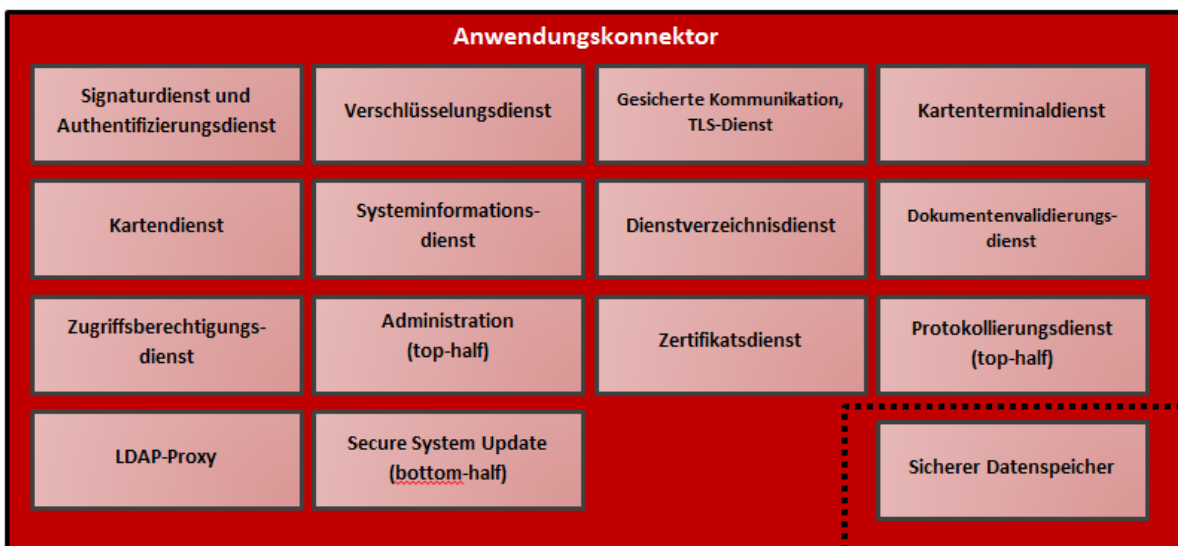 Anwendungskonnektor
Signaturdienst und
Authentifizierungsdienst
Verschlüsselungsdienst
Gesicherte Kommunikation,
TLS-Dienst
Kartenterminaldienst
Kartendienst
Systeminformations-
dienst
Dienstverzeichnisdienst
Dokumentenvalidierungs-
dienst
Zugriffsberechtigungs-
dienst
Administration
(top-half)
Zertifikatsdienst
Protokollierungsdienst
(top-half)
LDAP-Proxy
Secure System Update
(bottom-half)
Sicherer Datenspeicher